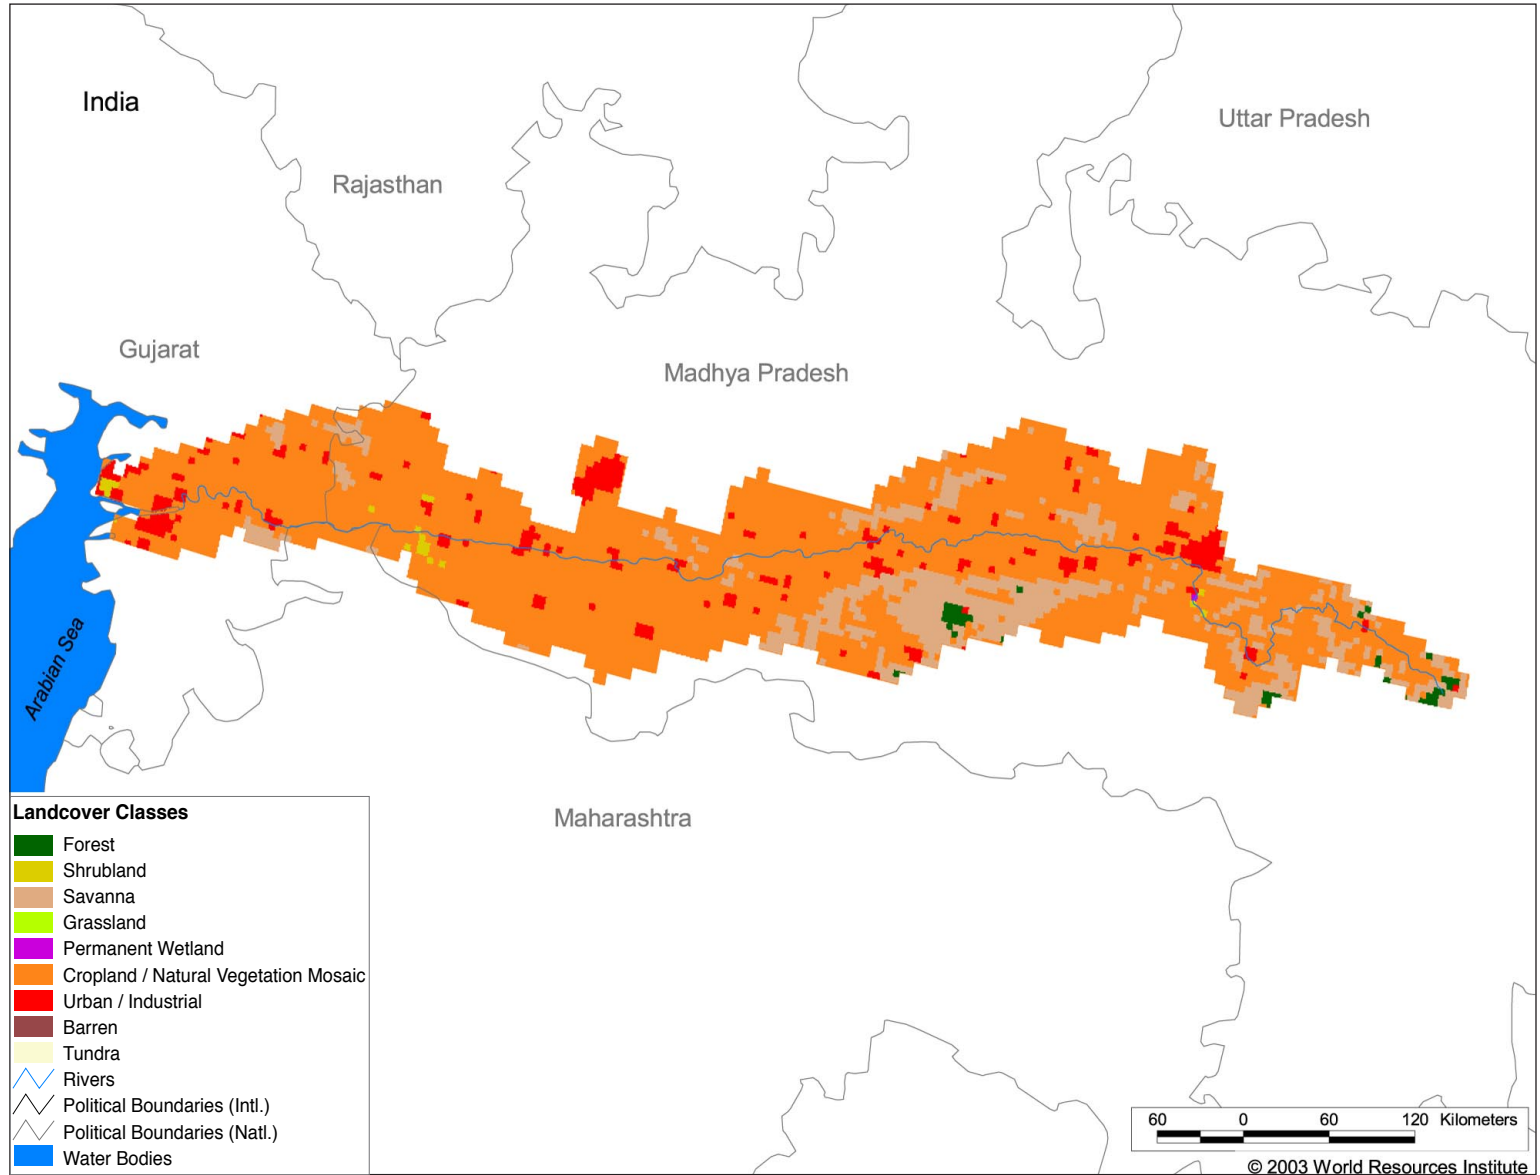 India
Uttar Pradesh
Rajasthan
Gujarat
Madhya Pradesh
Arabian Sea
Maharashtra
Landcover Classes
Forest
Shrubland
Savanna
Grassland
Permanent Wetland
Cropland / Natural Vegetation Mosaic
Urban / Industrial
Barren
Tundra
Rivers
Political Boundaries (Intl.)
Political Boundaries (Natl.)
Water Bodies
60 0 60 120 Kilometers
© 2003 World Resources Institute